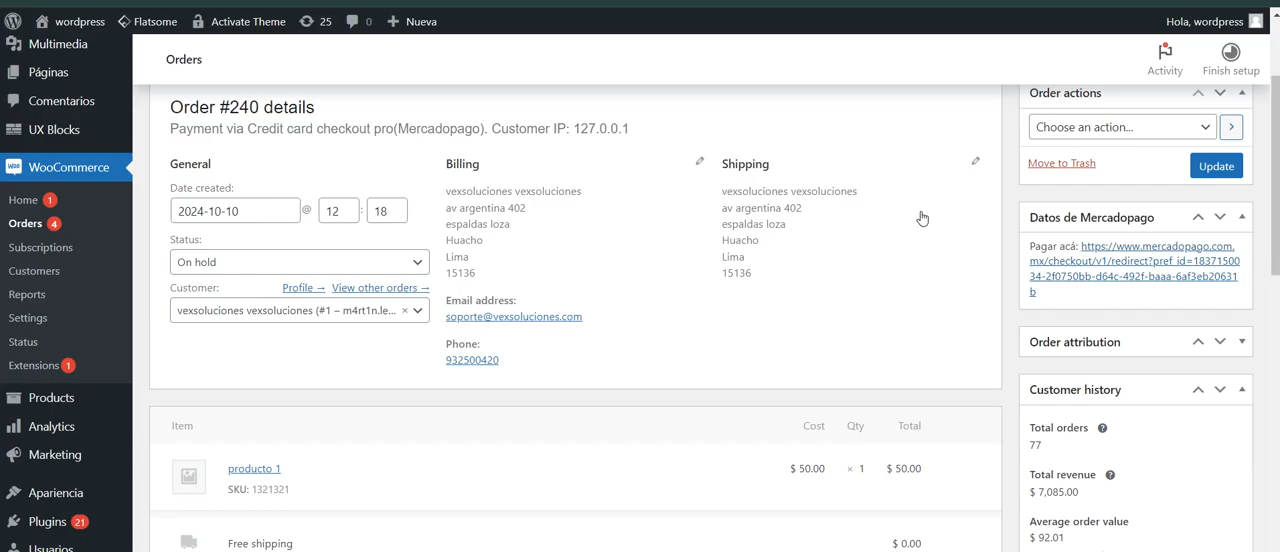 wordpress
Flatsome
Activate Theme
25
0
Nueva
Hola, wordpress
Multimedia
Páginas
Comentarios
UX Blocks
WooCommerce
Home 1
Orders 4
Subscriptions
Customers
Reports
Settings
Status
Extensions 1
Products
Analytics
Marketing
Apariencia
Plugins 21
Usuarios
Orders
Activity
Finish setup
Order #240 details
Payment via Credit card checkout pro(Mercadopago). Customer IP: 127.0.0.1
General
Date created:
2024-10-10 @ 12 : 18
Status:
On hold
Customer:
Profile →
View other orders →
vexsoluciones vexsoluciones (#1 – m4rt1n.le... ×
Billing
vexsoluciones vexsoluciones
av argentina 402
espaldas loza
Huacho
Lima
15136
Email address:
soporte@vexsoluciones.com
Phone:
932500420
Shipping
vexsoluciones vexsoluciones
av argentina 402
espaldas loza
Huacho
Lima
15136
Item
Cost
Qty
Total
producto 1
$ 50.00
× 1
$ 50.00
SKU: 1321321
Free shipping
$ 0.00
Order actions
Choose an action...
Move to Trash
Update
Datos de Mercadopago
Pagar acá: https://www.mercadopago.com.
mx/checkout/v1/redirect?pref_id=18371500
34-2f0750bb-d64c-492f-baaa-6af3eb20631
b
Order attribution
Customer history
Total orders
77
Total revenue
$ 7,085.00
Average order value
$ 92.01